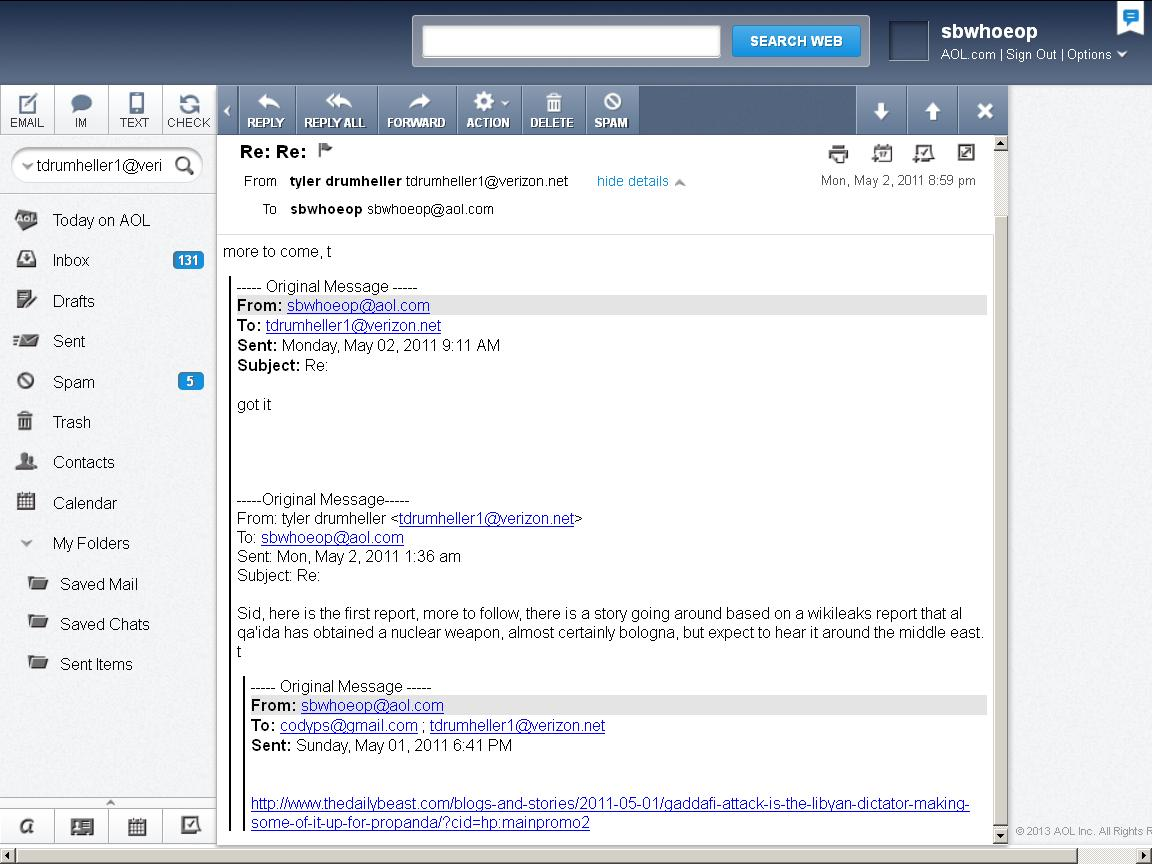 SEARCH WEB
sbwhoeop
AOL.com | Sign Out | Options
EMAIL IM TEXT CHECK
REPLY REPLY ALL FORWARD ACTION DELETE SPAM
tdrumheller1@veri
Today on AOL
Inbox 131
Drafts
Sent
Spam 5
Trash
Contacts
Calendar
My Folders
Saved Mail
Saved Chats
Sent Items
Re: Re:
From tyler drumheller tdrumheller1@verizon.net hide details Mon, May 2, 2011 8:59 pm
To sbwhoeop sbwhoeop@aol.com
more to come, t
----- Original Message -----
From: sbwhoeop@aol.com
To: tdrumheller1@verizon.net
Sent: Monday, May 02, 2011 9:11 AM
Subject: Re:
got it
-----Original Message-----
From: tyler drumheller <tdrumheller1@verizon.net>
To: sbwhoeop@aol.com
Sent: Mon, May 2, 2011 1:36 am
Subject: Re:
Sid, here is the first report, more to follow, there is a story going around based on a wikileaks report that al
qa'ida has obtained a nuclear weapon, almost certainly bologna, but expect to hear it around the middle east.
t
----- Original Message -----
From: sbwhoeop@aol.com
To: codyps@gmail.com ; tdrumheller1@verizon.net
Sent: Sunday, May 01, 2011 6:41 PM
http://www.thedailybeast.com/blogs-and-stories/2011-05-01/gaddafi-attack-is-the-libyan-dictator-making-
some-of-it-up-for-propanda/?cid=hp:mainpromo2
© 2013 AOL Inc. All Rights R